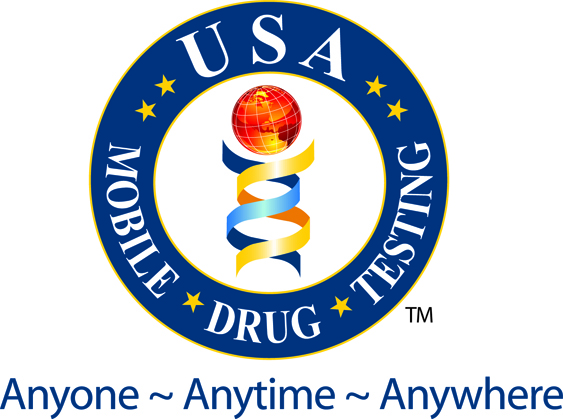 USA
MOBILE DRUG TESTING
TM
Anyone ~ Anytime ~ Anywhere